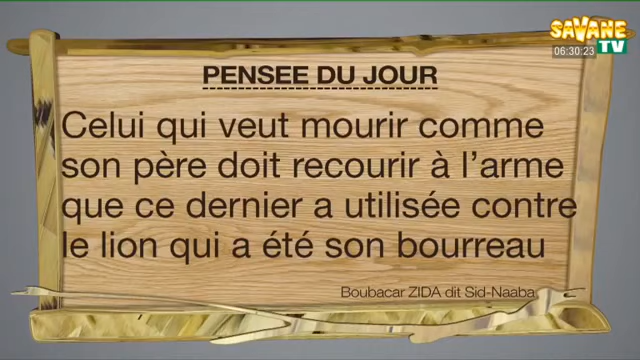 SAVANE
TV
06:30:23
PENSEE DU JOUR
Celui qui veut mourir comme
son père doit recourir à l’arme
que ce dernier a utilisée contre
le lion qui a été son bourreau
Boubacar ZIDA dit Sid-Naaba